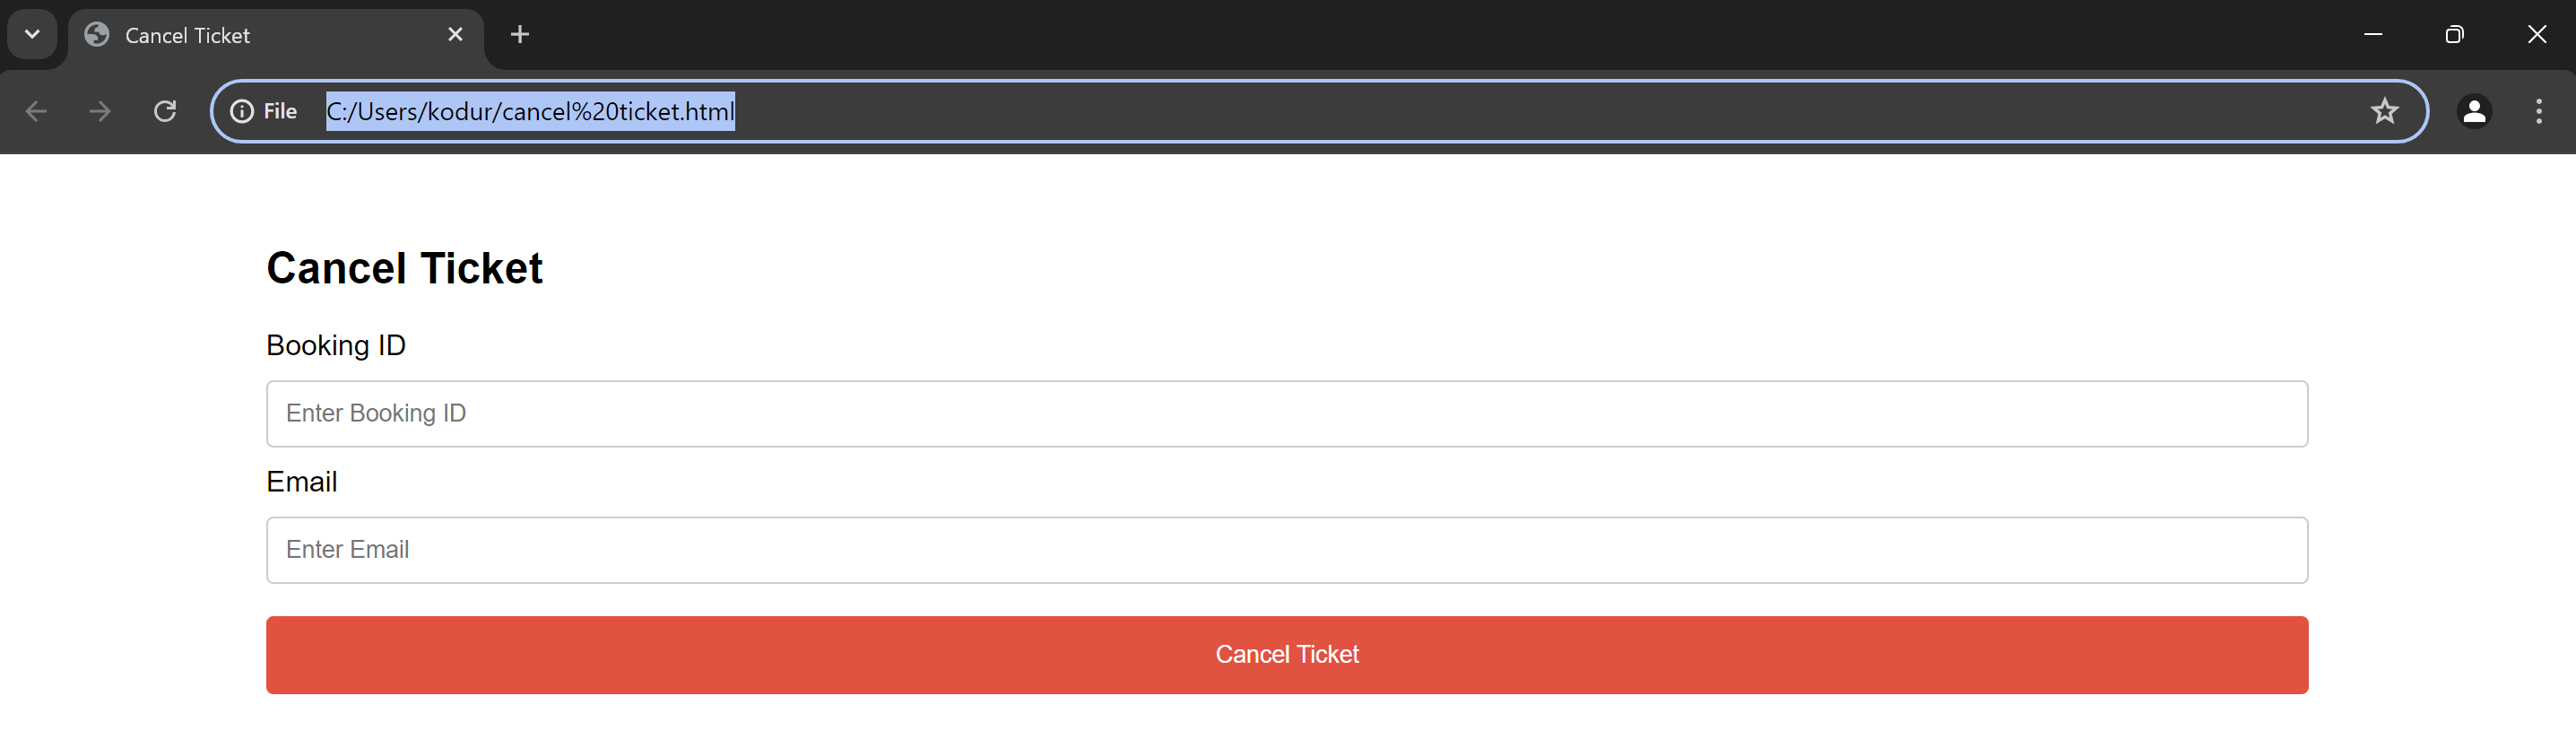 Cancel Ticket
File C:/Users/kodur/cancel%20ticket.html
Cancel Ticket
Booking ID
Enter Booking ID
Email
Enter Email
Cancel Ticket